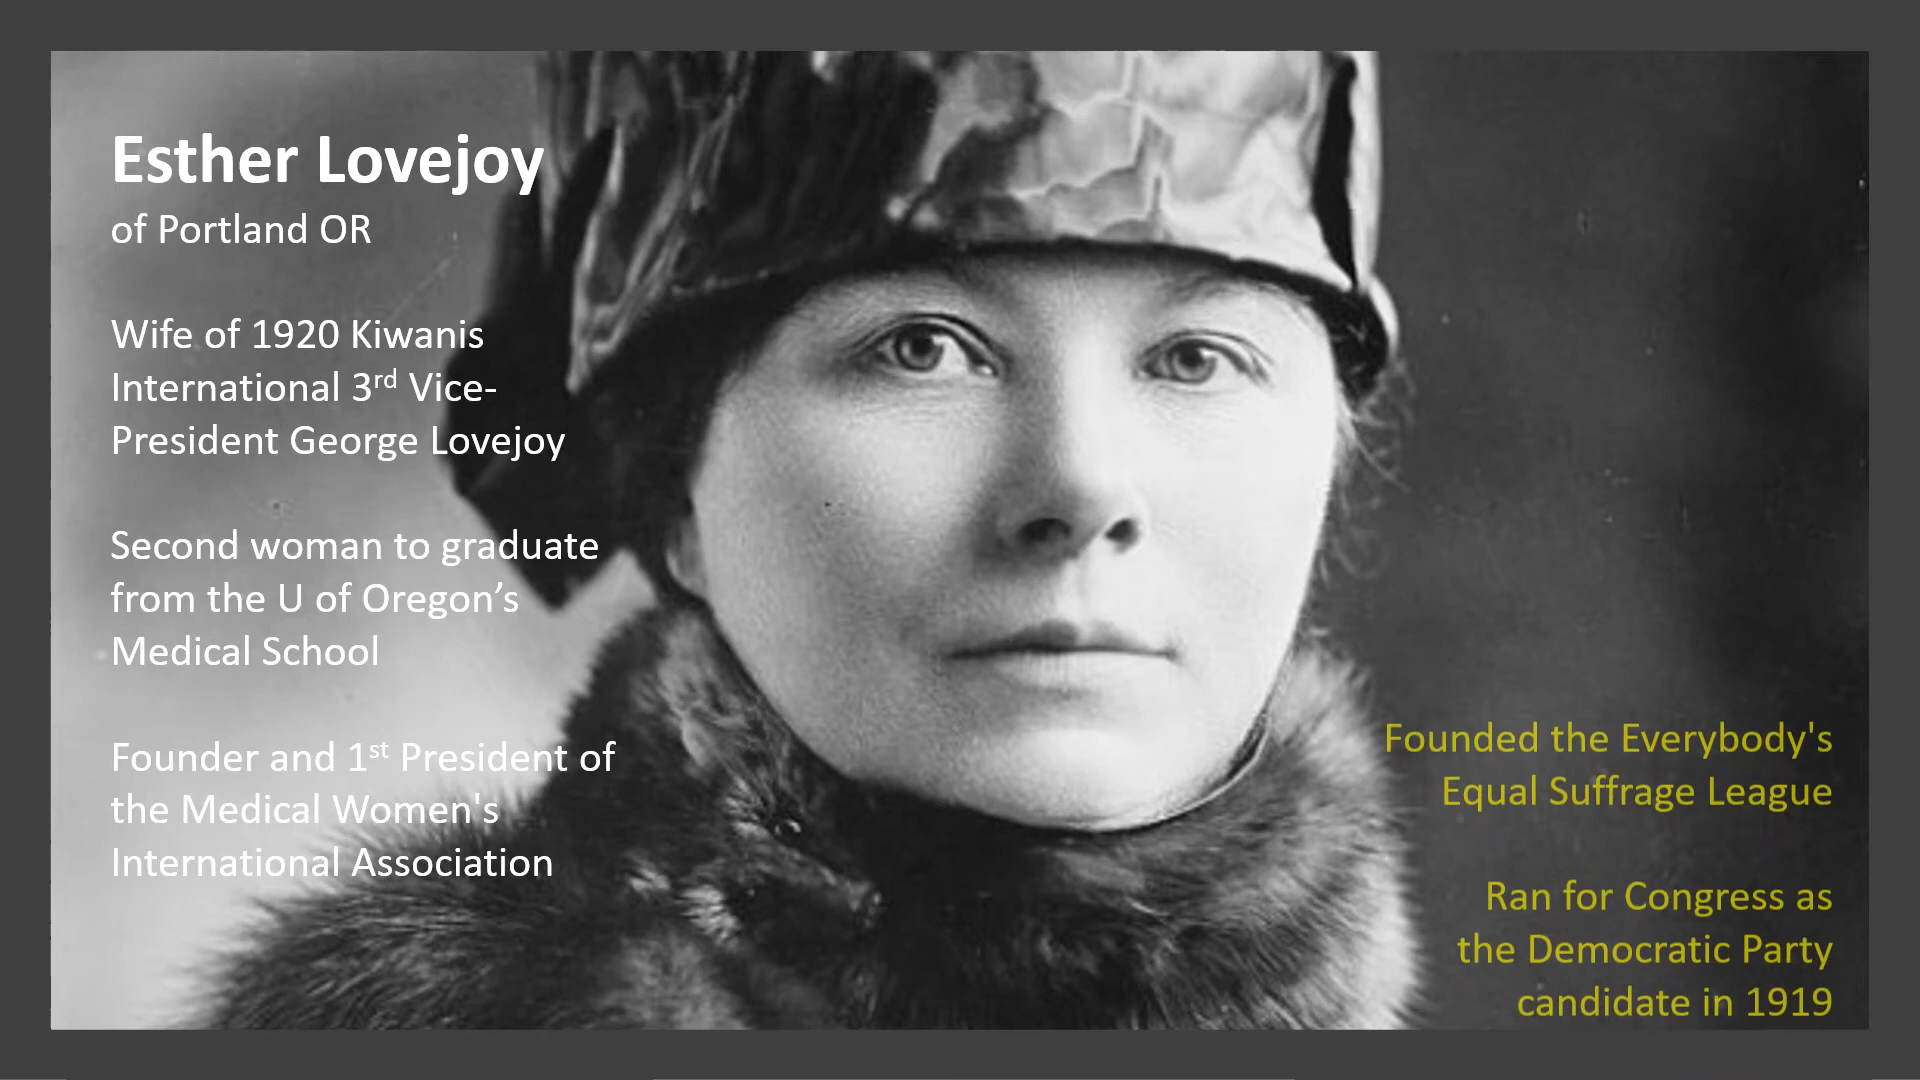 Esther Lovejoy
of Portland OR
Wife of 1920 Kiwanis
International 3rd Vice-
President George Lovejoy
Second woman to graduate
from the U of Oregon’s
Medical School
Founder and 1st President of
the Medical Women's
International Association
Founded the Everybody's
Equal Suffrage League
Ran for Congress as
the Democratic Party
candidate in 1919